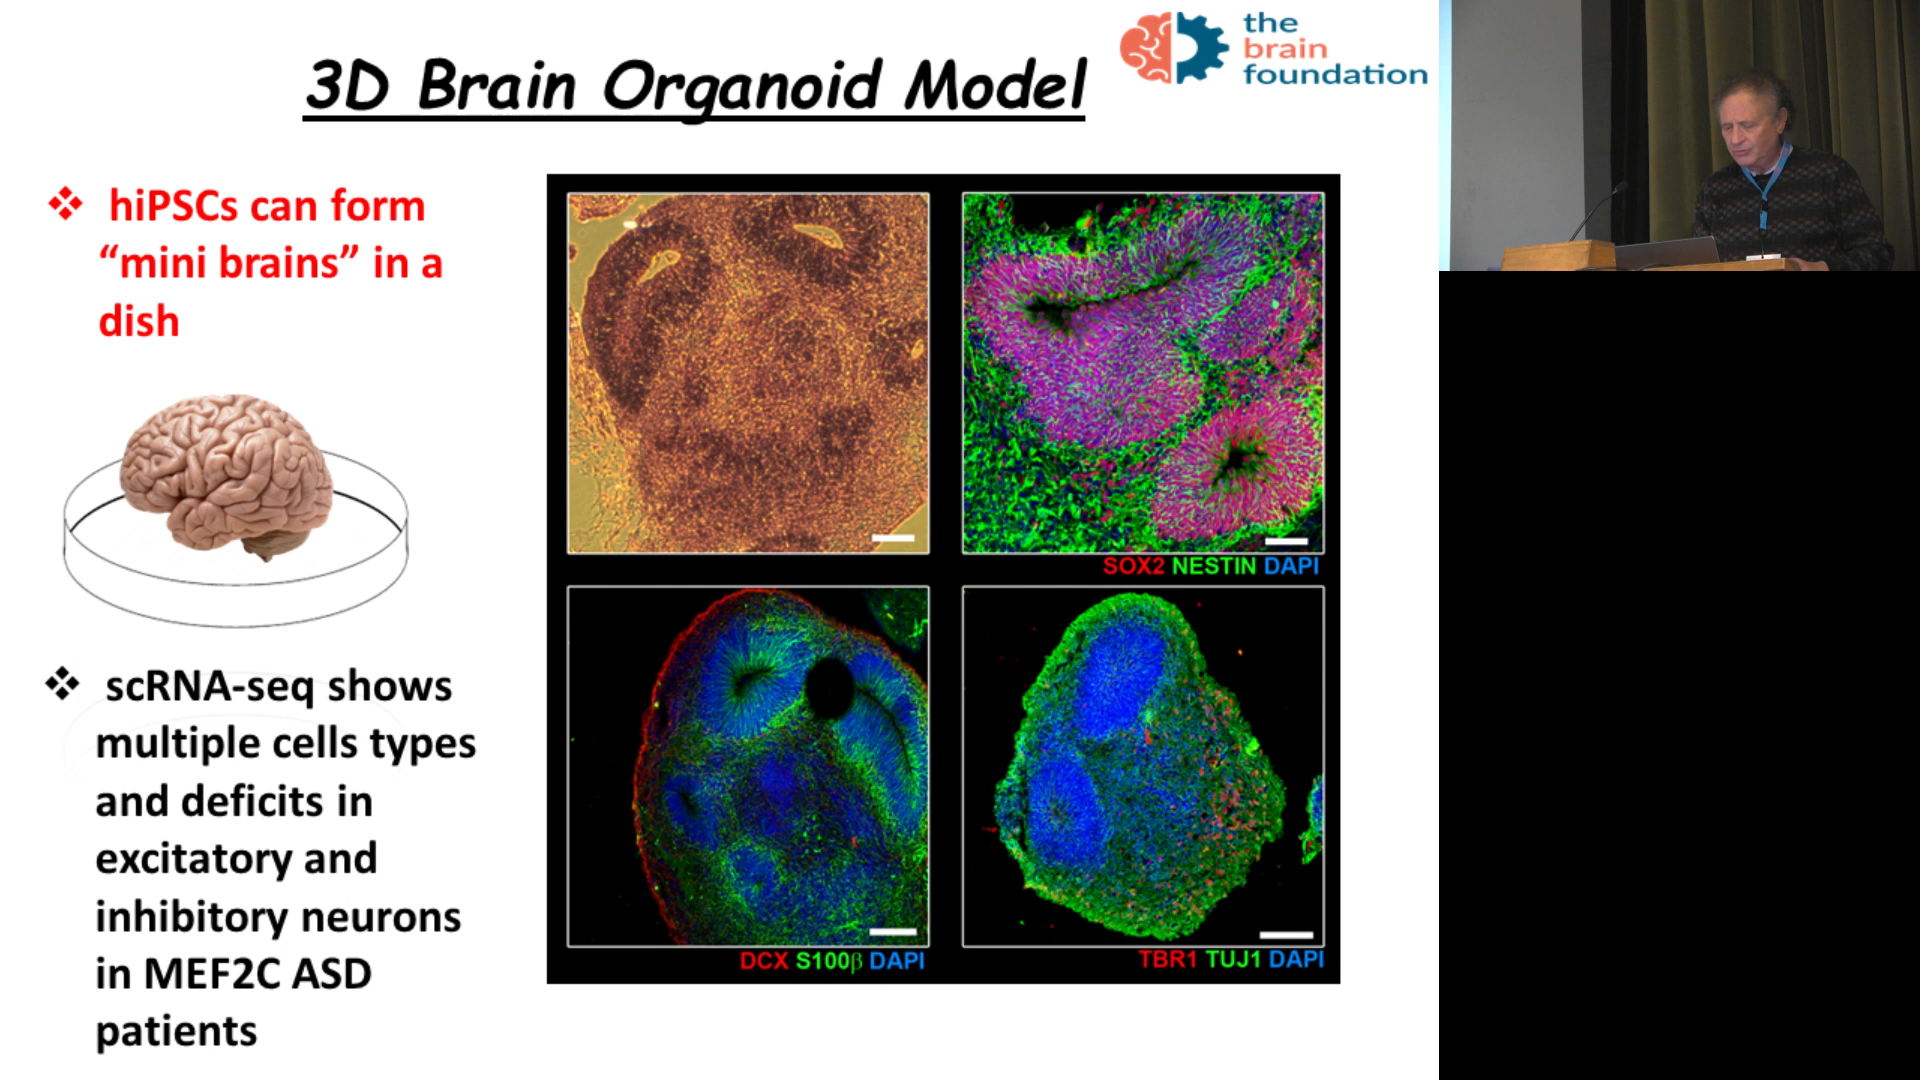 3D Brain Organoid Model
the
brain
foundation
❖ hiPSCs can form
“mini brains” in a
dish
❖ scRNA-seq shows
multiple cells types
and deficits in
excitatory and
inhibitory neurons
in MEF2C ASD
patients
SOX2 NESTIN DAPI
DCX S100β DAPI
TBR1 TUJ1 DAPI